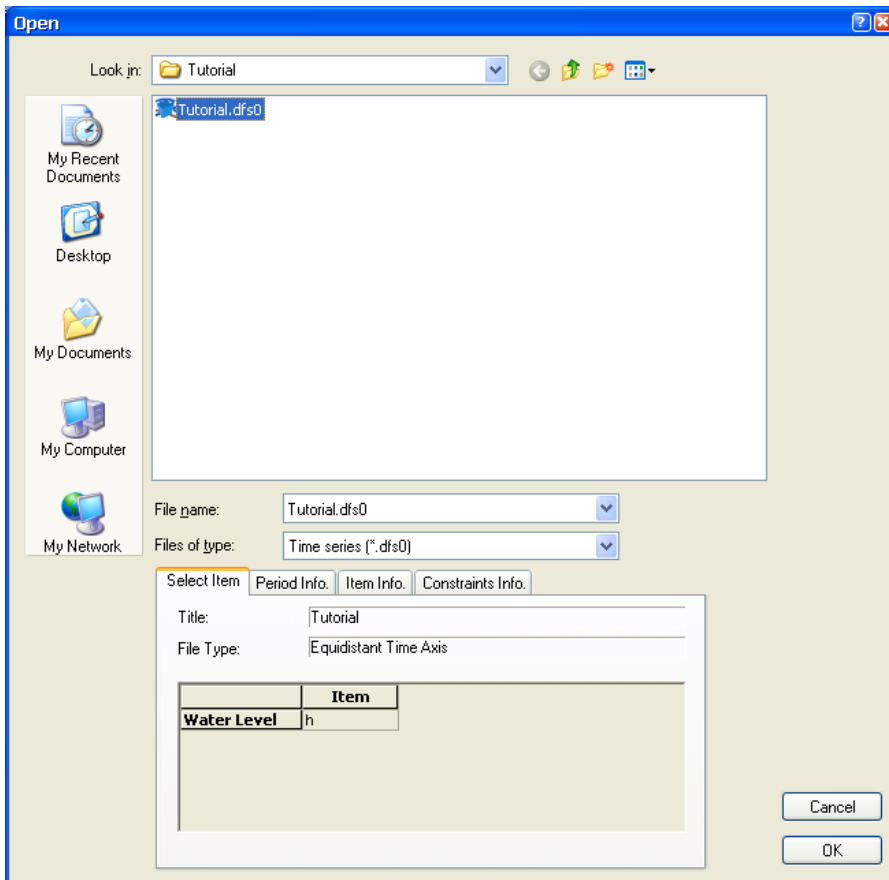 Open
Look in: Tutorial
Tutorial.dfs0
My Recent
Documents
Desktop
My Documents
My Computer
My Network
File name: Tutorial.dfs0
Files of type: Time series (*.dfs0)
Select Item Period Info. Item Info. Constraints Info.
Title: Tutorial
File Type: Equidistant Time Axis
Item
Water Level h
Cancel
OK